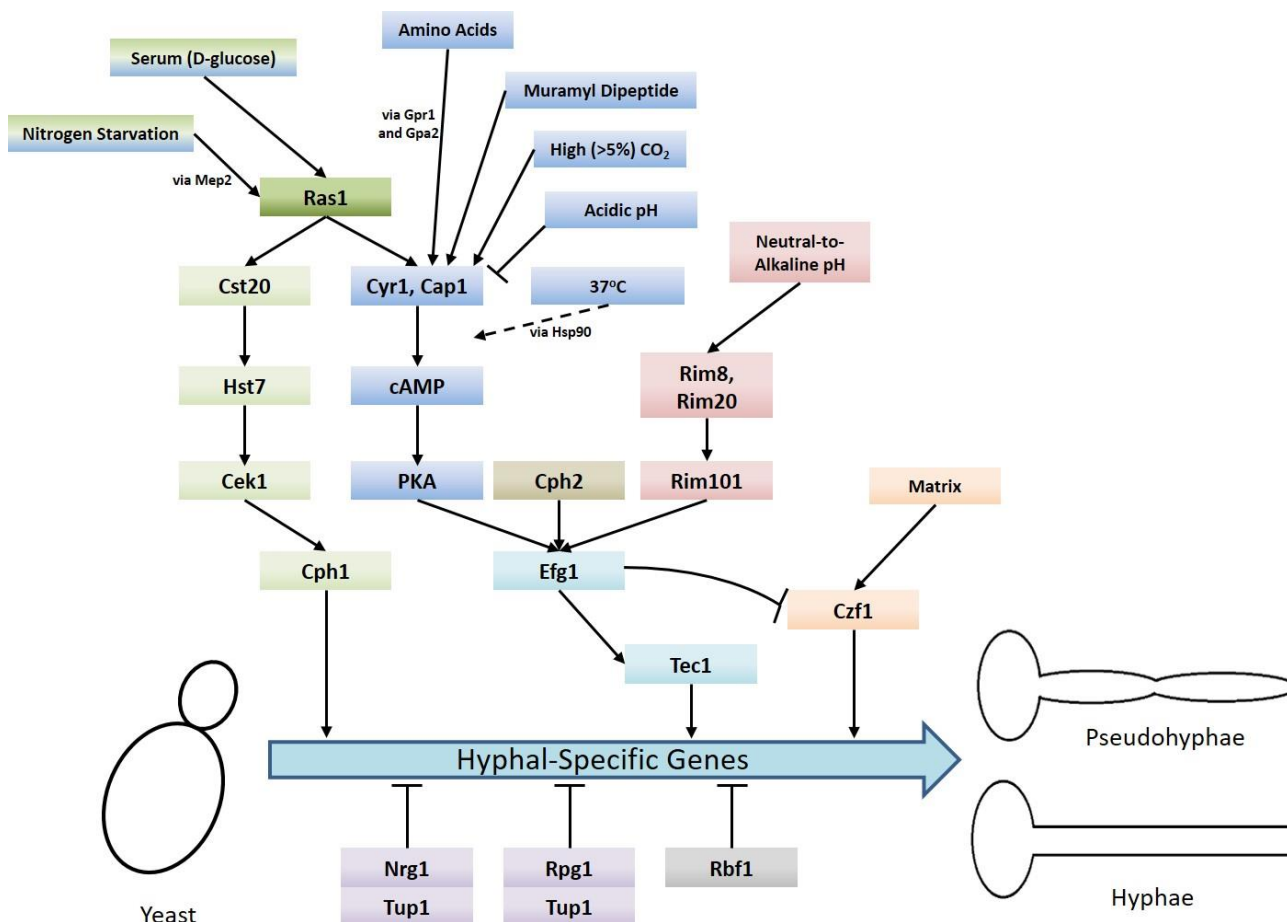 Amino Acids
Serum (D-glucose)
Muramyl Dipeptide
via Gpr1
and Gpa2
Nitrogen Starvation
High (>5%) CO₂
via Mep2
Ras1
Acidic pH
Neutral-to-
Alkaline pH
Cst20
Cyr1, Cap1
37°C
via Hsp90
Hst7
cAMP
Rim8,
Rim20
Cek1
PKA
Cph2
Rim101
Matrix
Cph1
Efg1
Czf1
Tec1
Pseudohyphae
Hyphal-Specific Genes
Nrg1
Rpg1
Rbf1
Tup1
Tup1
Hyphae
Yeast